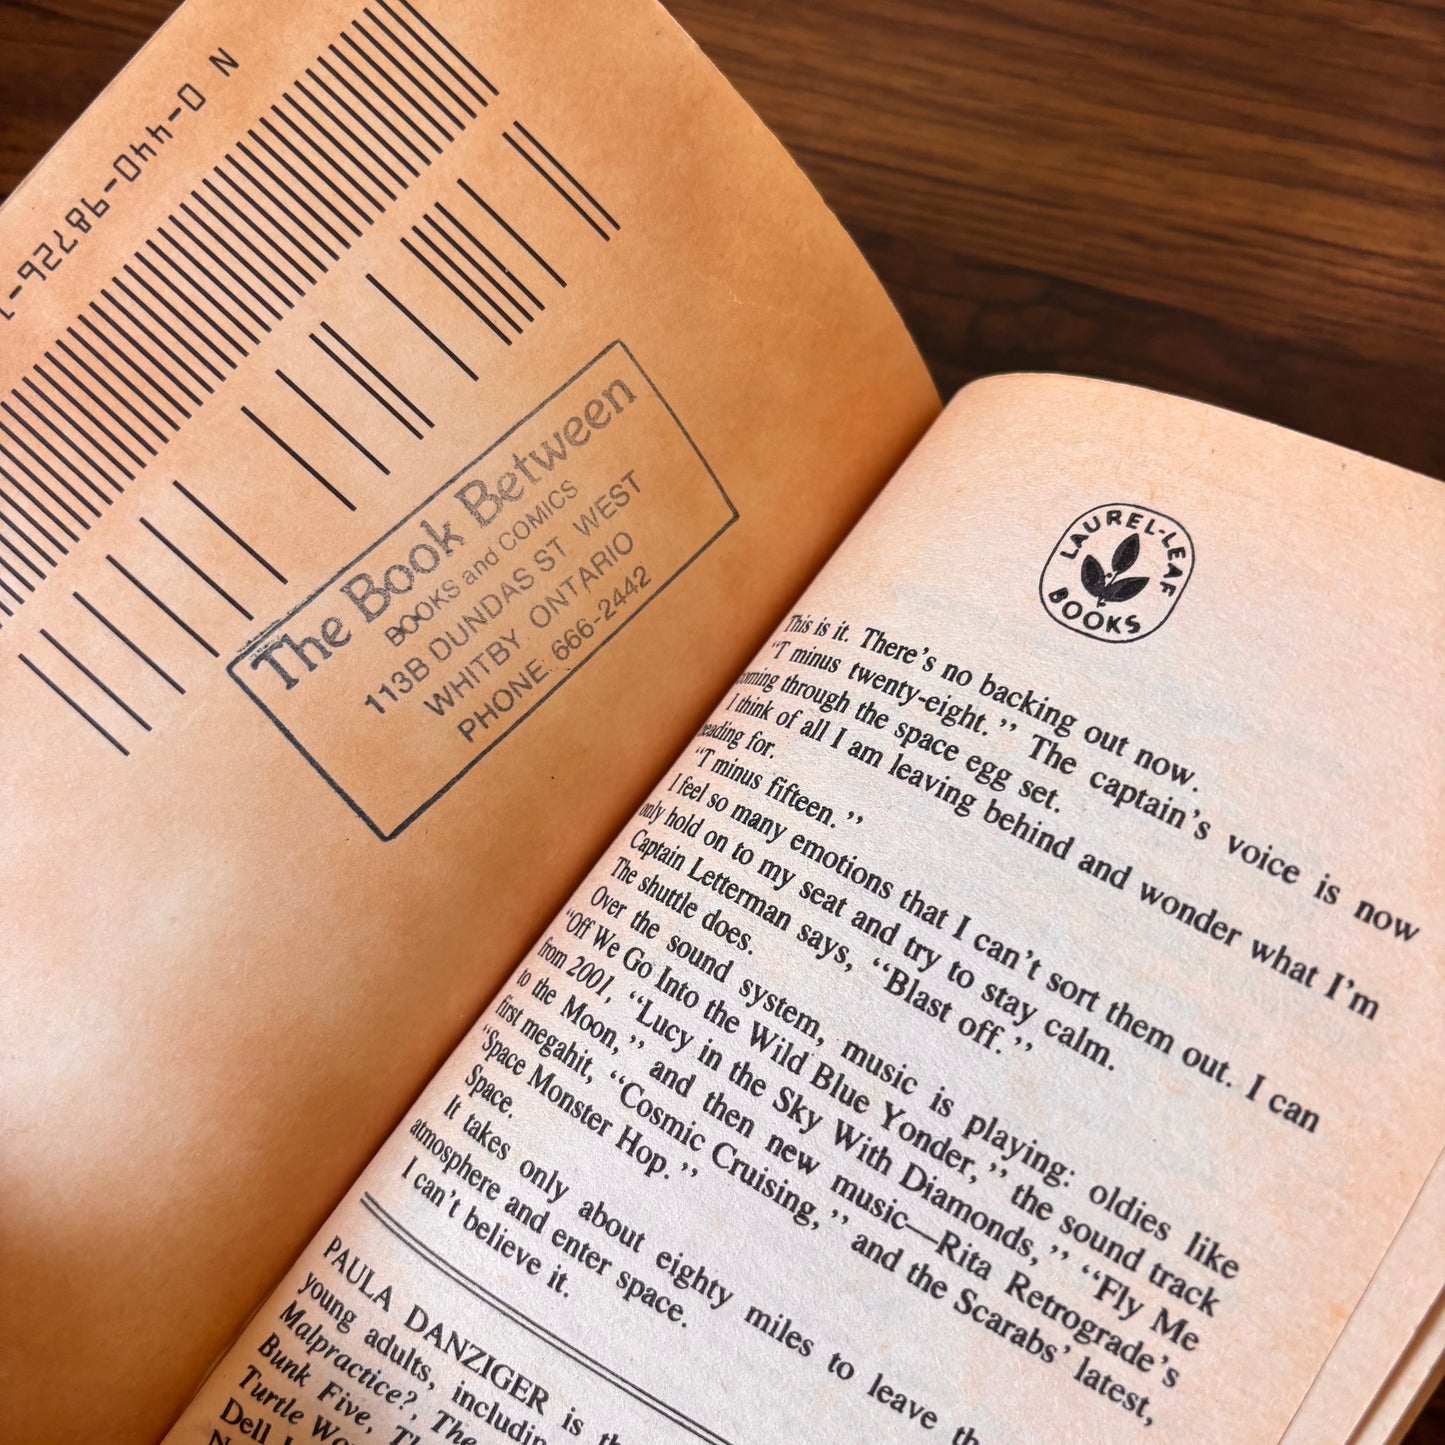 N 0-440-98726-1
The Book Between
BOOKS and COMICS
113B DUNDAS ST WEST
WHITBY ONTARIO
PHONE 666-2442
LAUREL-LEAF
BOOKS
This is it. There's no backing out now.
"T minus twenty-eight." The captain's voice is now
coming through the space egg set.
I think of all I am leaving behind and wonder what I'm
heading for.
"T minus fifteen."
I feel so many emotions that I can't sort them out. I can
only hold on to my seat and try to stay calm.
Captain Letterman says, "Blast off."
The shuttle does.
Over the sound system, music is playing: oldies like
"Off We Go Into the Wild Blue Yonder," the sound track
from 2001, "Lucy in the Sky With Diamonds," "Fly Me
to the Moon," and then new music—Rita Retrograde's
first megahit, "Cosmic Cruising," and the Scarabs' latest,
"Space Monster Hop."
Space.
It takes only about eighty miles to leave
atmosphere and enter space.
I can't believe it.
PAULA DANZIGER is
young adults,
Malpractice?, The
Bunk Five,
Turtle
Dell